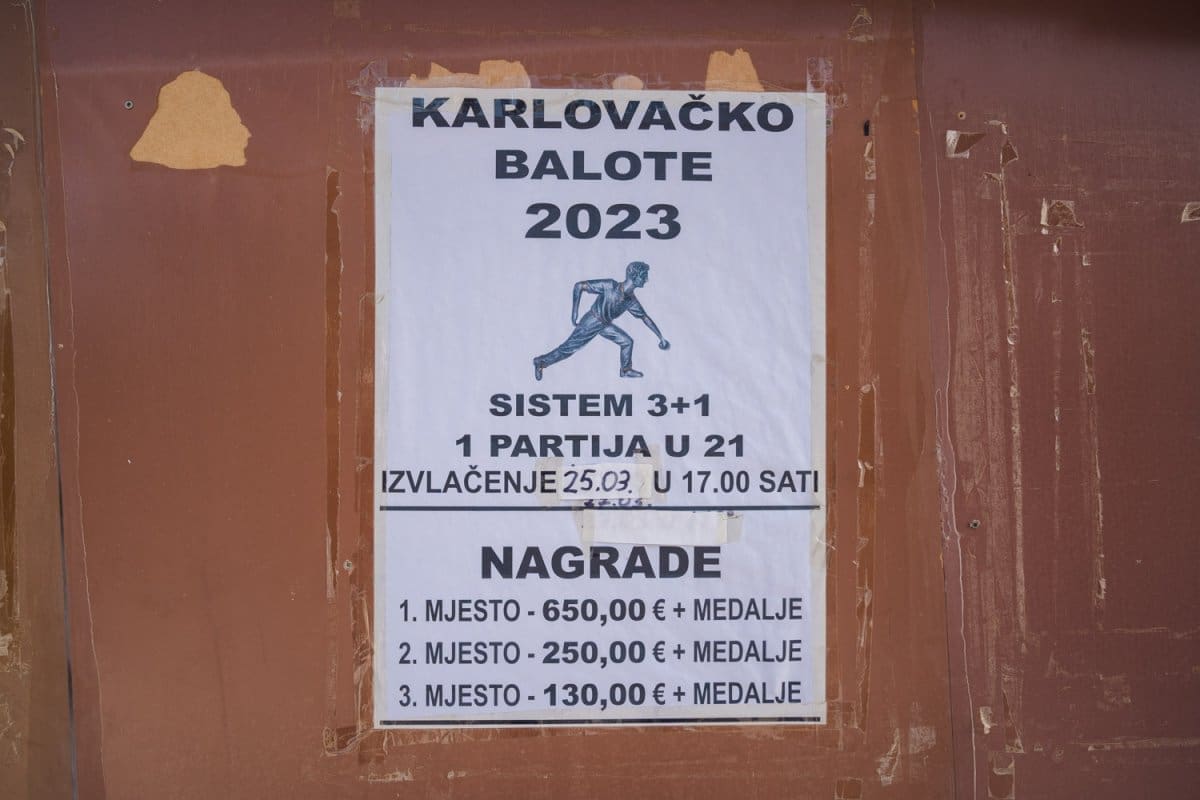 KARLOVAČKO
BALOTE
2023
SISTEM 3+1
1 PARTIJA U 21
IZVLAČENJE 25.03. U 17.00 SATI
NAGRADE
1. MJESTO - 650,00 € + MEDALJE
2. MJESTO - 250,00 € + MEDALJE
3. MJESTO - 130,00 € + MEDALJE